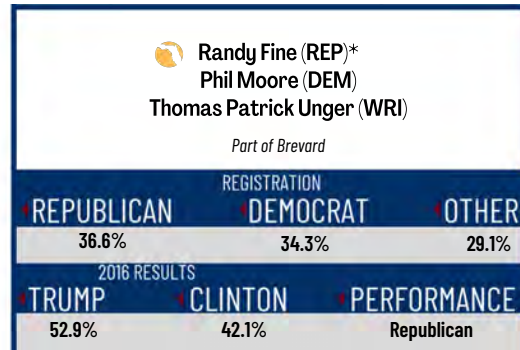 Randy Fine (REP)*
Phil Moore (DEM)
Thomas Patrick Unger (WRI)
Part of Brevard
REGISTRATION
REPUBLICAN DEMOCRAT OTHER
36.6% 34.3% 29.1%
2016 RESULTS
TRUMP CLINTON PERFORMANCE
52.9% 42.1% Republican